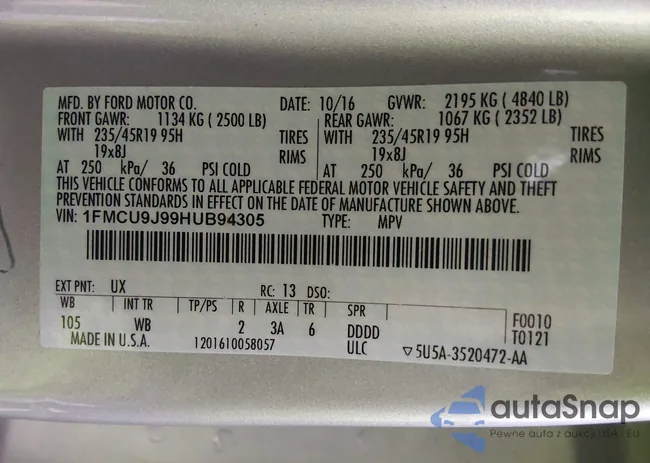 MFD. BY FORD MOTOR CO. DATE: 10/16 GVWR: 2195 KG ( 4840 LB)
FRONT GAWR: 1134 KG ( 2500 LB) REAR GAWR: 1067 KG ( 2352 LB)
WITH 235/45R19 95H TIRES WITH 235/45R19 95H TIRES
19x8J RIMS 19x8J RIMS
AT 250 kPa/ 36 PSI COLD AT 250 kPa/ 36 PSI COLD
THIS VEHICLE CONFORMS TO ALL APPLICABLE FEDERAL MOTOR VEHICLE SAFETY AND THEFT
PREVENTION STANDARDS IN EFFECT ON THE DATE OF MANUFACTURE SHOWN ABOVE.
VIN: 1FMCU9J99HUB94305 TYPE: MPV
EXT PNT: UX RC: 13 DSO:
WB INT TR TP/PS R AXLE TR SPR
105 WB 2 3A 6 DDDD F0010
T0121
MADE IN U.S.A. 1201610058057 ULC ▽5U5A-3520472-AA
autaSnap
Pewne auta z aukcji USA i EU